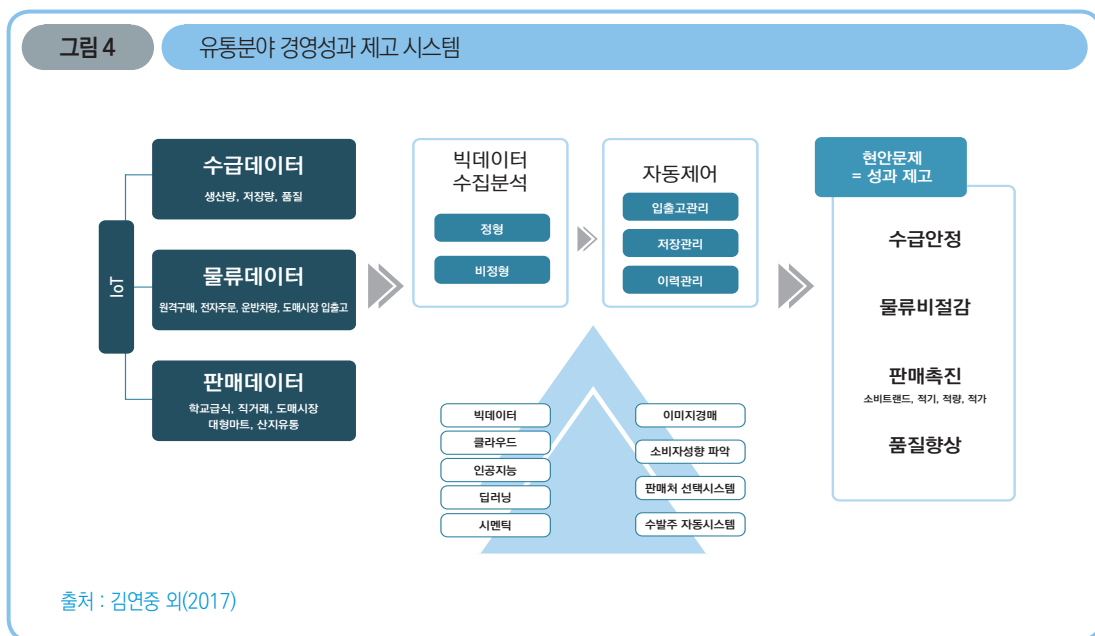 그림 4
유통분야 경영성과 제고 시스템
IoT
수급데이터
생산량, 저장량, 품질
물류데이터
원격구매, 전자주문, 운반차량, 도매시장 입출고
판매데이터
학교급식, 직거래, 도매시장
대형마트, 산지유통
빅데이터
수집분석
정형
비정형
자동제어
입출고관리
저장관리
이력관리
빅데이터
클라우드
인공지능
딥러닝
시멘틱
이미지경매
소비자성향 파악
판매처 선택시스템
수발주 자동시스템
현안문제
= 성과 제고
수급안정
물류비절감
판매촉진
소비트랜드, 적기, 적량, 적가
품질향상
출처 : 김연중 외(2017)